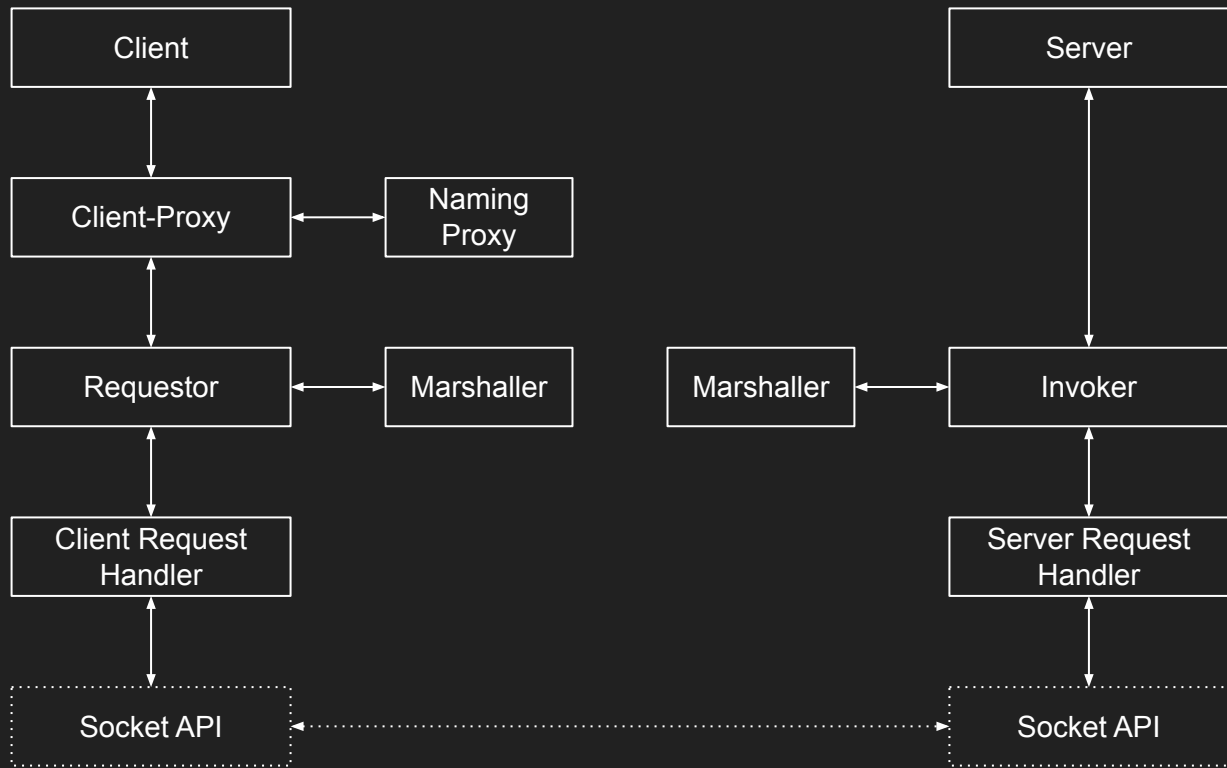 Client
Server
Client-Proxy
Naming
Proxy
Requestor
Marshaller
Marshaller
Invoker
Client Request
Handler
Server Request
Handler
Socket API
Socket API